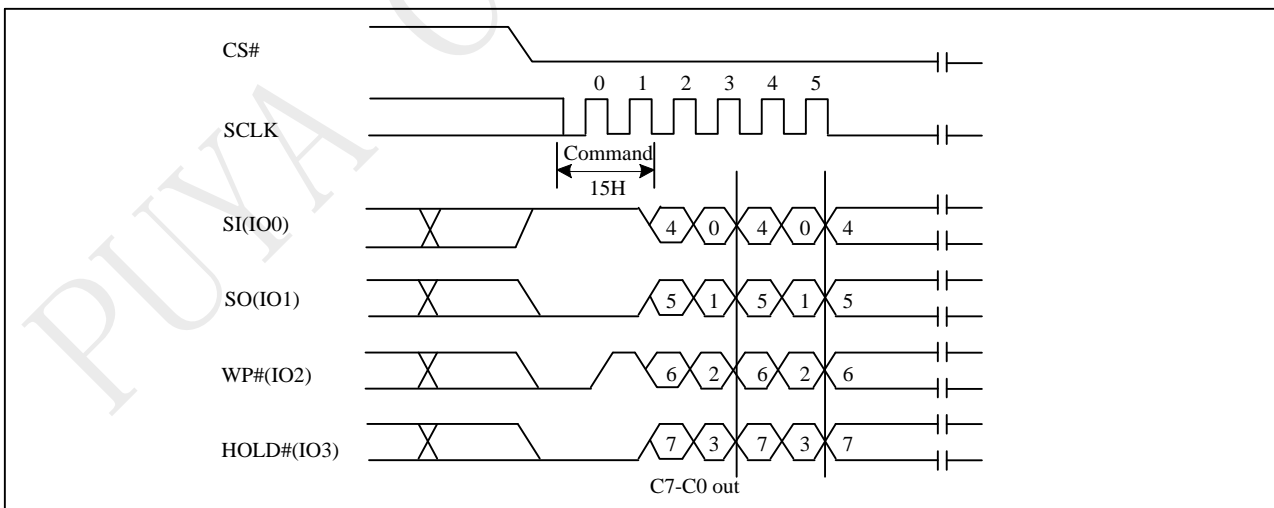 PUYA C
CS#
0 1 2 3 4 5
SCLK
Command
15H
SI(IO0)
4 0 4 0 4
SO(IO1)
5 1 5 1 5
WP#(IO2)
6 2 6 2 6
HOLD#(IO3)
7 3 7 3 7
C7-C0 out